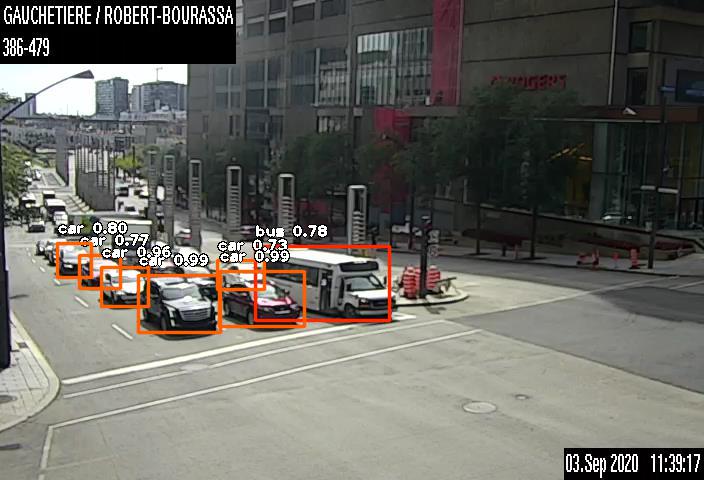 GAUCHETIERE / ROBERT-BOURASSA
386-479
ROGERS
car 0.80
car 0.77
car 0.96
car 0.99
car 0.73
car 0.99
bus 0.78
03.Sep 2020 11:39:17